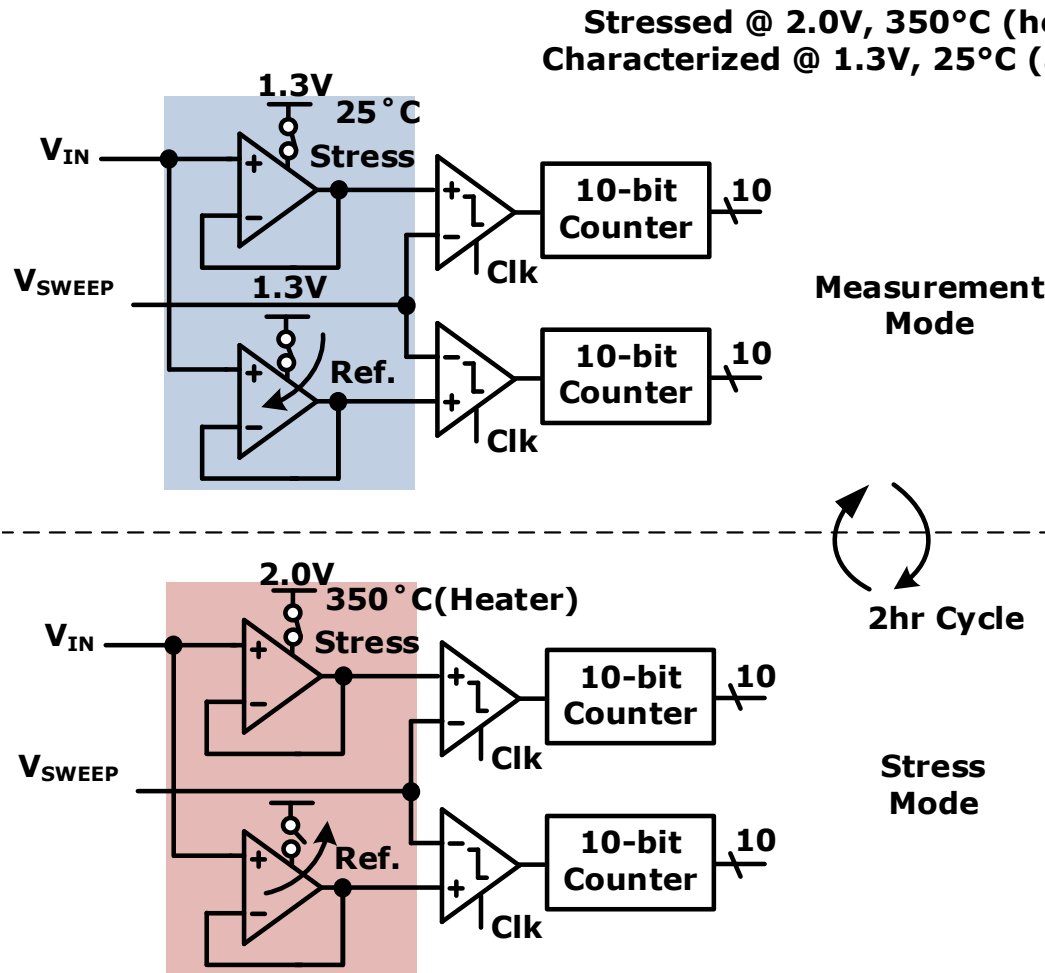 Stressed @ 2.0V, 350°C (he
Characterized @ 1.3V, 25°C (
1.3V
25°C
VIN
Stress
+
−
+
−
10-bit
Counter
10
Clk
VSWEEP
1.3V
Measurement
Mode
Ref.
+
−
−
+
10-bit
Counter
10
Clk
2.0V
350°C(Heater)
2hr Cycle
VIN
Stress
+
−
+
−
10-bit
Counter
10
Clk
VSWEEP
Stress
Mode
Ref.
+
−
−
+
10-bit
Counter
10
Clk